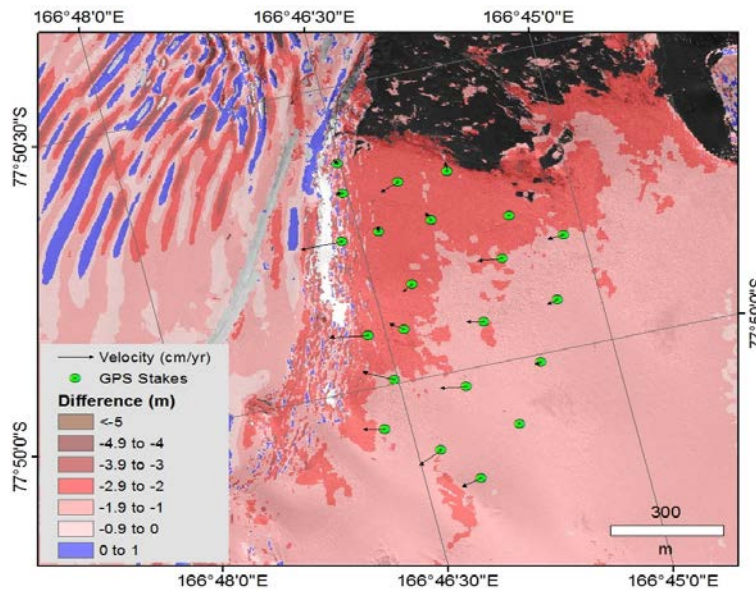 166°48'0"E 166°46'30"E 166°45'0"E
77°50'30"S
77°50'0"S
77°50'0"S
Velocity (cm/yr)
GPS Stakes
Difference (m)
<-5
-4.9 to -4
-3.9 to -3
-2.9 to -2
-1.9 to -1
-0.9 to 0
0 to 1
300
m
166°48'0"E 166°46'30"E 166°45'0"E